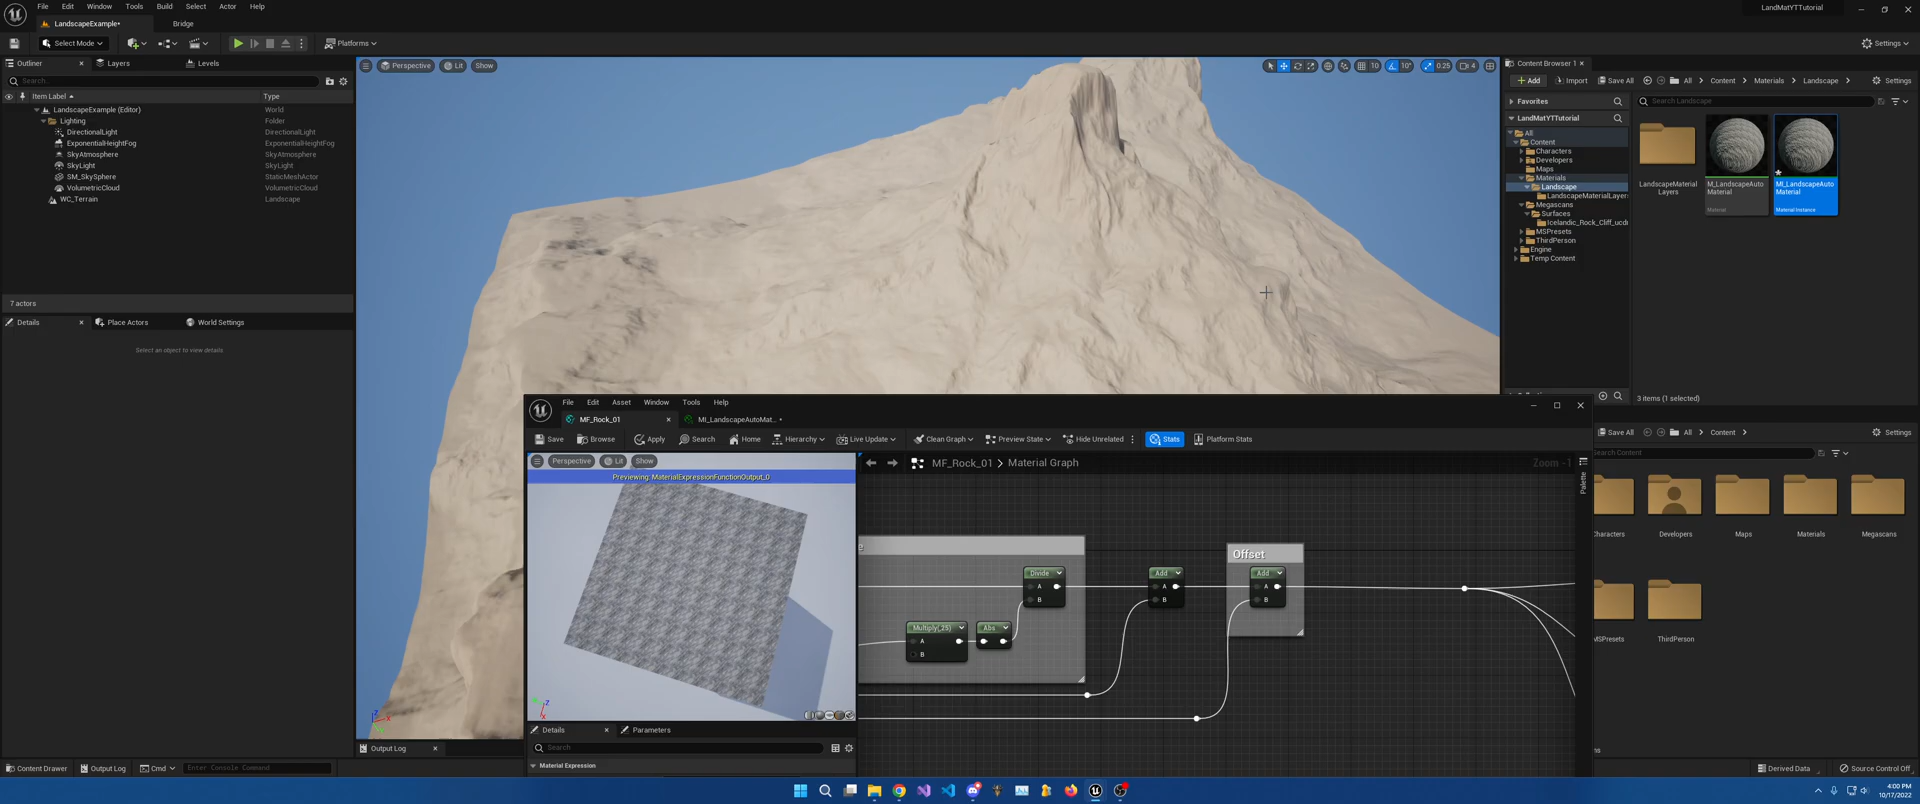 File Edit Window Tools Build Select Actor Help
LandMatYTTutorial
LandscapeExample•
Bridge
Select Mode
Platforms
Settings
Outliner
Layers
Levels
Search...
Item Label
Type
LandscapeExample (Editor)
World
Lighting
Folder
DirectionalLight
DirectionalLight
ExponentialHeightFog
ExponentialHeightFog
SkyAtmosphere
SkyAtmosphere
SkyLight
SkyLight
SM_SkySphere
StaticMeshActor
VolumetricCloud
VolumetricCloud
WC_Terrain
Landscape
7 actors
Details
Place Actors
World Settings
Select an object to view details
Perspective
Lit
Show
10
10°
0.25
4
Content Browser 1
Add
Import
Save All
All
Content
Materials
Landscape
Settings
Favorites
Search Landscape
LandMatYTTutorial
All
Content
Characters
Developers
Maps
Materials
Landscape
LandscapeMaterialLayer
Megascans
Surfaces
Icelandic_Rock_Cliff_ucdn
MSPresets
ThirdPerson
Engine
Temp Content
LandscapeMaterial
Layers
M_LandscapeAuto
Material
Material
MI_LandscapeAuto
Material
Material Instance
3 items (1 selected)
File Edit Asset Window Tools Help
MF_Rock_01
MI_LandscapeAutoMat...•
Save
Browse
Apply
Search
Home
Hierarchy
Live Update
Clean Graph
Preview State
Hide Unrelated
Stats
Platform Stats
Perspective
Lit
Show
Previewing: MaterialExpressionFunctionOutput_0
MF_Rock_01 > Material Graph
Zoom -1
Palette
Offset
Divide
A
B
Add
A
B
Add
A
B
Multiply(,25)
A
B
Abs
Details
Parameters
Search
Material Expression
Save All
All
Content
Settings
Search Content
Characters
Developers
Maps
Materials
Megascans
MSPresets
ThirdPerson
Output Log
Content Drawer
Output Log
Cmd
Enter Console Command
Derived Data
Source Control Off
4:00 PM
10/17/2022